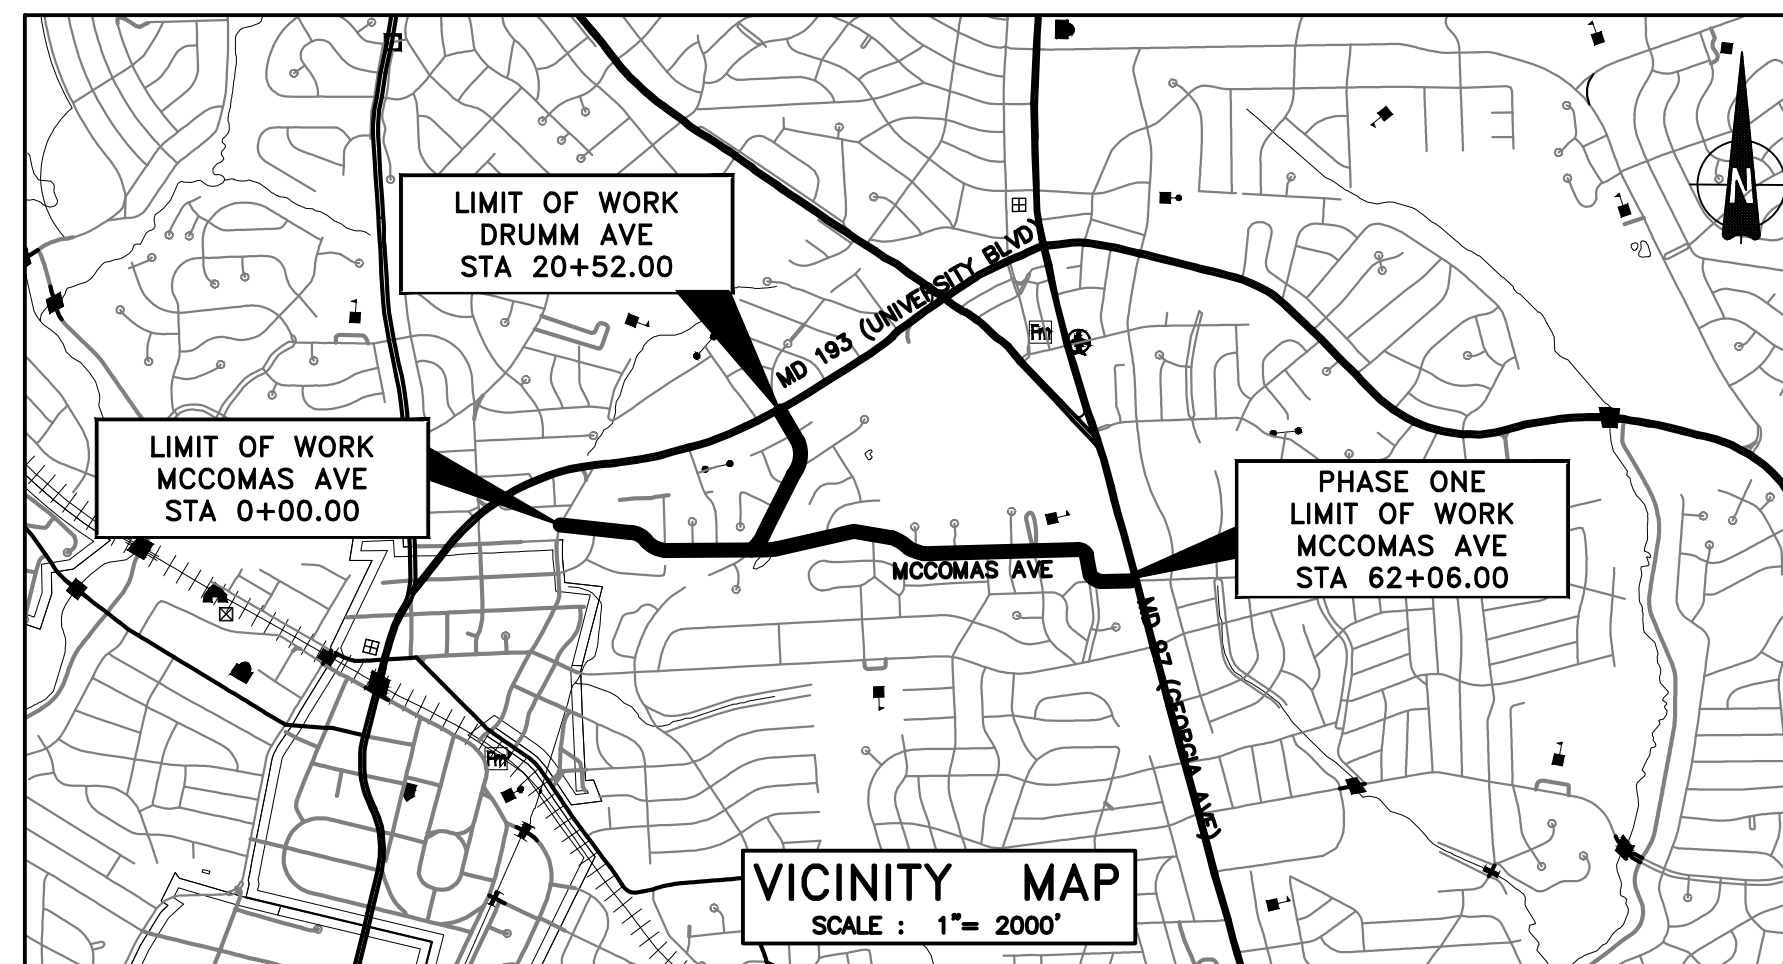 LIMIT OF WORK
DRUMM AVE
STA 20+52.00
N
MD 193 (UNIVERSITY BLVD)
Fm
LIMIT OF WORK
MCCOMAS AVE
STA 0+00.00
PHASE ONE
LIMIT OF WORK
MCCOMAS AVE
STA 62+06.00
MCCOMAS AVE
MD 97 (GEORGIA AVE)
Fm
VICINITY MAP
SCALE : 1"= 2000'